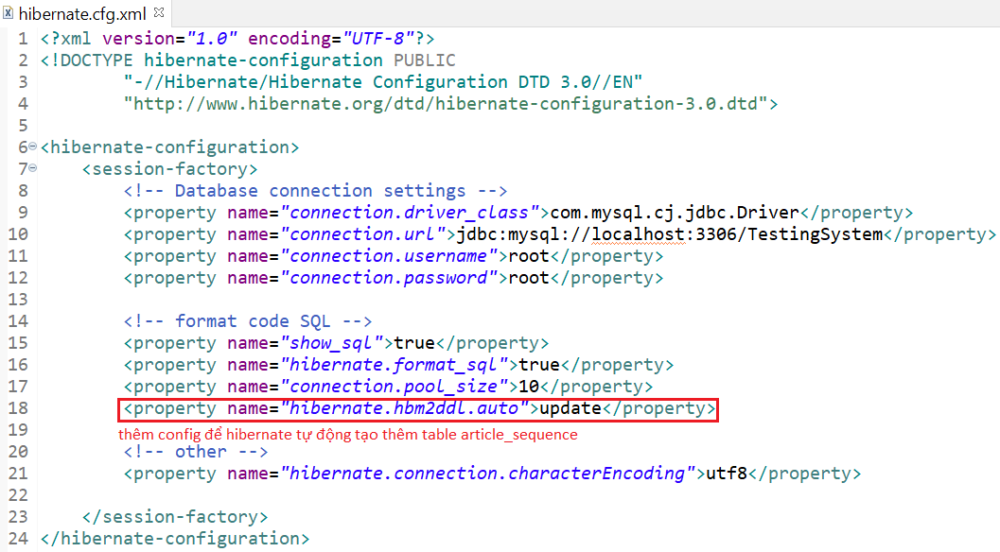 hibernate.cfg.xml
1 <?xml version="1.0" encoding="UTF-8"?>
2 <!DOCTYPE hibernate-configuration PUBLIC
3 "-//Hibernate/Hibernate Configuration DTD 3.0//EN"
4 "http://www.hibernate.org/dtd/hibernate-configuration-3.0.dtd">
5
6 <hibernate-configuration>
7 <session-factory>
8 <!-- Database connection settings -->
9 <property name="connection.driver_class">com.mysql.cj.jdbc.Driver</property>
10 <property name="connection.url">jdbc:mysql://localhost:3306/TestingSystem</property>
11 <property name="connection.username">root</property>
12 <property name="connection.password">root</property>
13
14 <!-- format code SQL -->
15 <property name="show_sql">true</property>
16 <property name="hibernate.format_sql">true</property>
17 <property name="connection.pool_size">10</property>
18 <property name="hibernate.hbm2ddl.auto">update</property>
19 thêm config để hibernate tự động tạo thêm table article_sequence
20 <!-- other -->
21 <property name="hibernate.connection.characterEncoding">utf8</property>
22
23 </session-factory>
24 </hibernate-configuration>